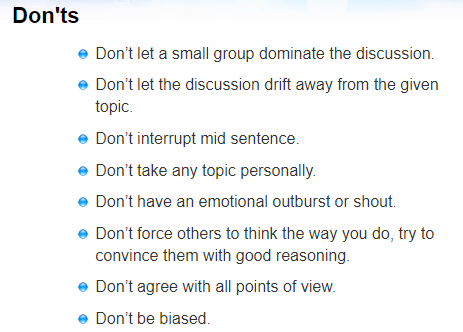 Don'ts
Don’t let a small group dominate the discussion.
Don’t let the discussion drift away from the given
topic.
Don’t interrupt mid sentence.
Don’t take any topic personally.
Don’t have an emotional outburst or shout.
Don’t force others to think the way you do, try to
convince them with good reasoning.
Don’t agree with all points of view.
Don’t be biased.